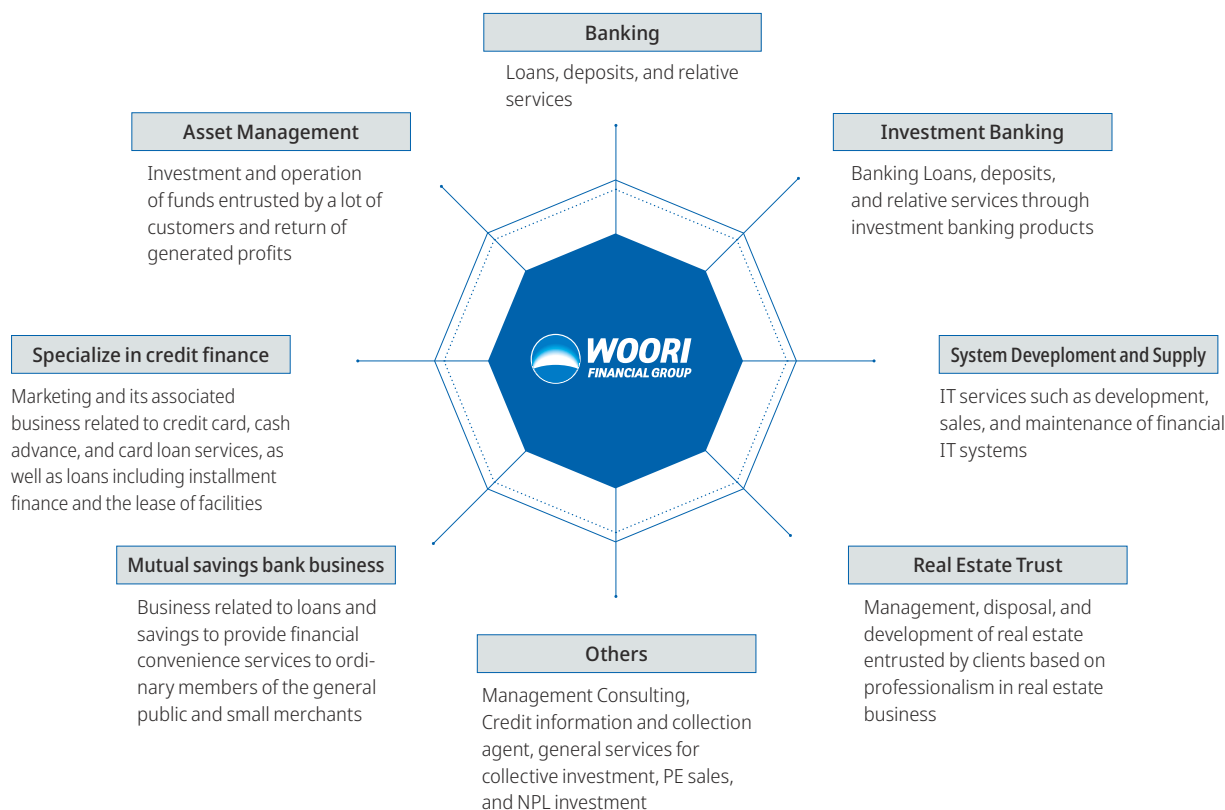 Banking
Loans, deposits, and relative
services
Asset Management
Investment and operation
of funds entrusted by a lot of
customers and return of
generated profits
Investment Banking
Banking Loans, deposits,
and relative services through
investment banking products
WOORI
FINANCIAL GROUP
Specialize in credit finance
Marketing and its associated
business related to credit card, cash
advance, and card loan services, as
well as loans including installment
finance and the lease of facilities
System Deveploment and Supply
IT services such as development,
sales, and maintenance of financial
IT systems
Mutual savings bank business
Business related to loans and
savings to provide financial
convenience services to ordi-
nary members of the general
public and small merchants
Real Estate Trust
Management, disposal, and
development of real estate
entrusted by clients based on
professionalism in real estate
business
Others
Management Consulting,
Credit information and collection
agent, general services for
collective investment, PE sales,
and NPL investment